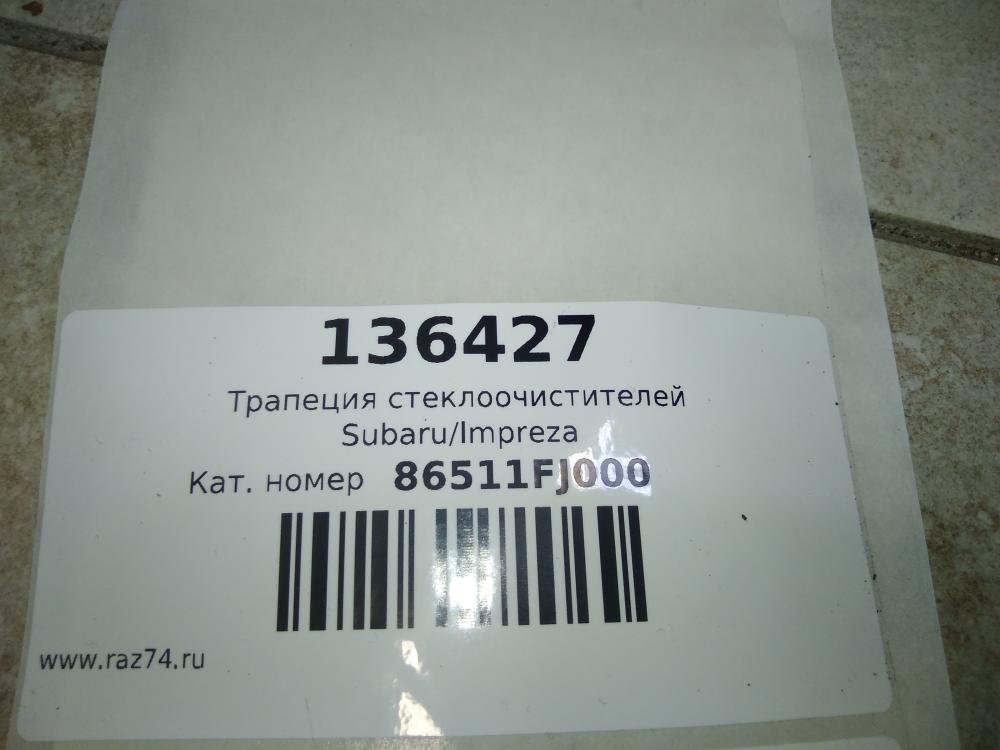 136427
Трапеция стеклоочистителей
Subaru/Impreza
Кат. номер 86511FJ000
www.raz74.ru